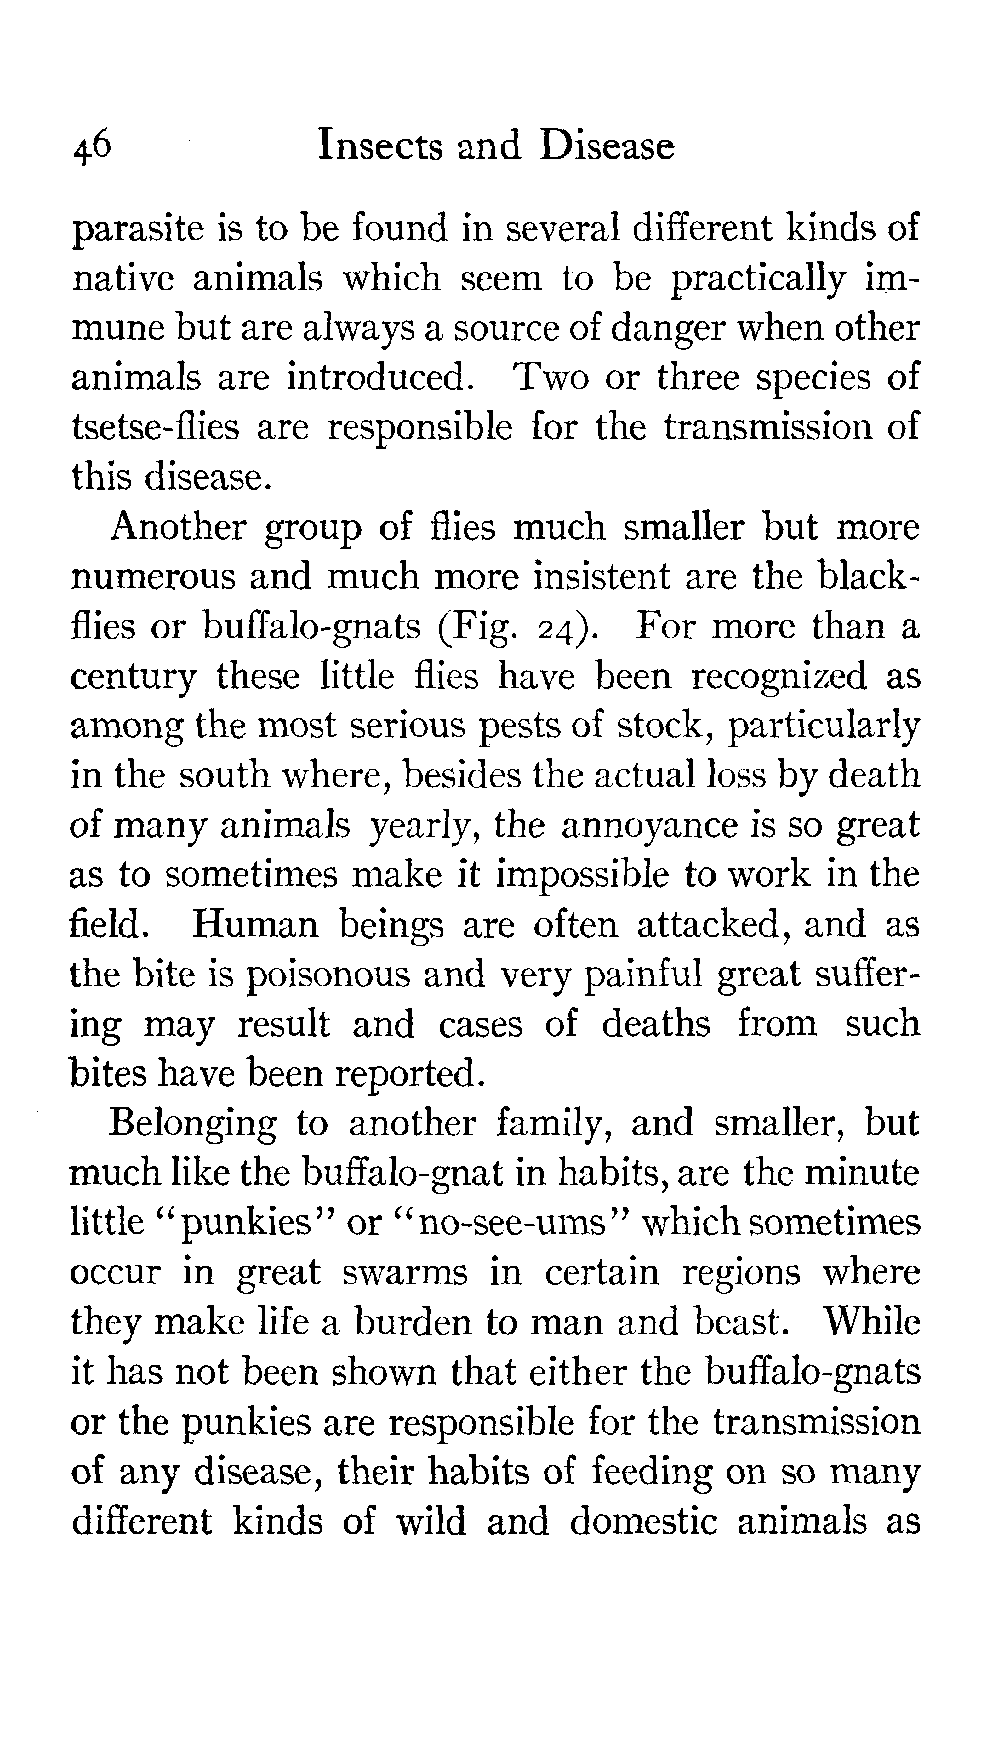 46 Insects and Disease
parasite is to be found in several different kinds of
native animals which seem to be practically im-
mune but are always a source of danger when other
animals are introduced. Two or three species of
tsetse-flies are responsible for the transmission of
this disease.
Another group of flies much smaller but more
numerous and much more insistent are the black-
flies or buffalo-gnats (Fig. 24). For more than a
century these little flies have been recognized as
among the most serious pests of stock, particularly
in the south where, besides the actual loss by death
of many animals yearly, the annoyance is so great
as to sometimes make it impossible to work in the
field. Human beings are often attacked, and as
the bite is poisonous and very painful great suffer-
ing may result and cases of deaths from such
bites have been reported.
Belonging to another family, and smaller, but
much like the buffalo-gnat in habits, are the minute
little "punkies" or "no-see-ums" which sometimes
occur in great swarms in certain regions where
they make life a burden to man and beast. While
it has not been shown that either the buffalo-gnats
or the punkies are responsible for the transmission
of any disease, their habits of feeding on so many
different kinds of wild and domestic animals as